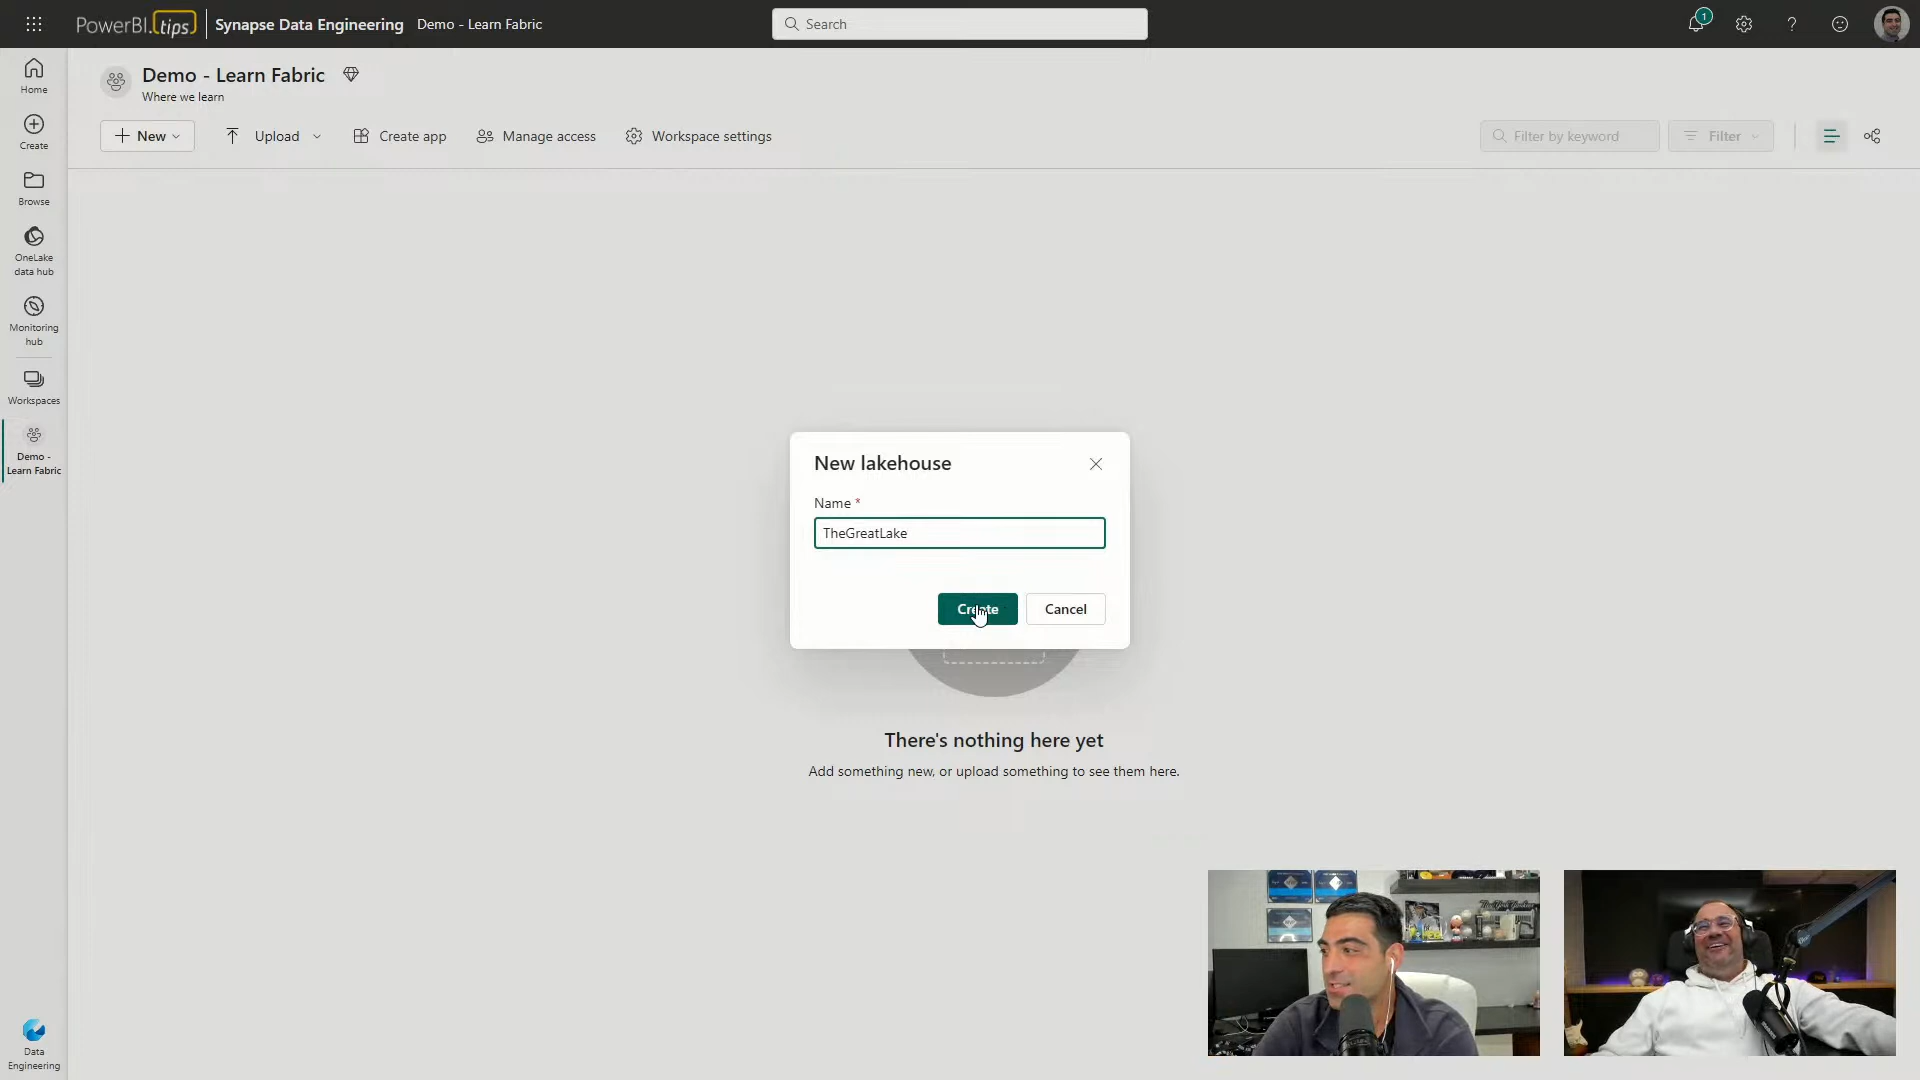 PowerBI.tips Synapse Data Engineering Demo - Learn Fabric
Search
1
Home
Create
Browse
OneLake
data hub
Monitoring
hub
Workspaces
Demo -
Learn Fabric
Data
Engineering
Demo - Learn Fabric
Where we learn
New Upload Create app Manage access Workspace settings
Filter by keyword Filter
New lakehouse
Name *
TheGreatLake
Create Cancel
There's nothing here yet
Add something new, or upload something to see them here.